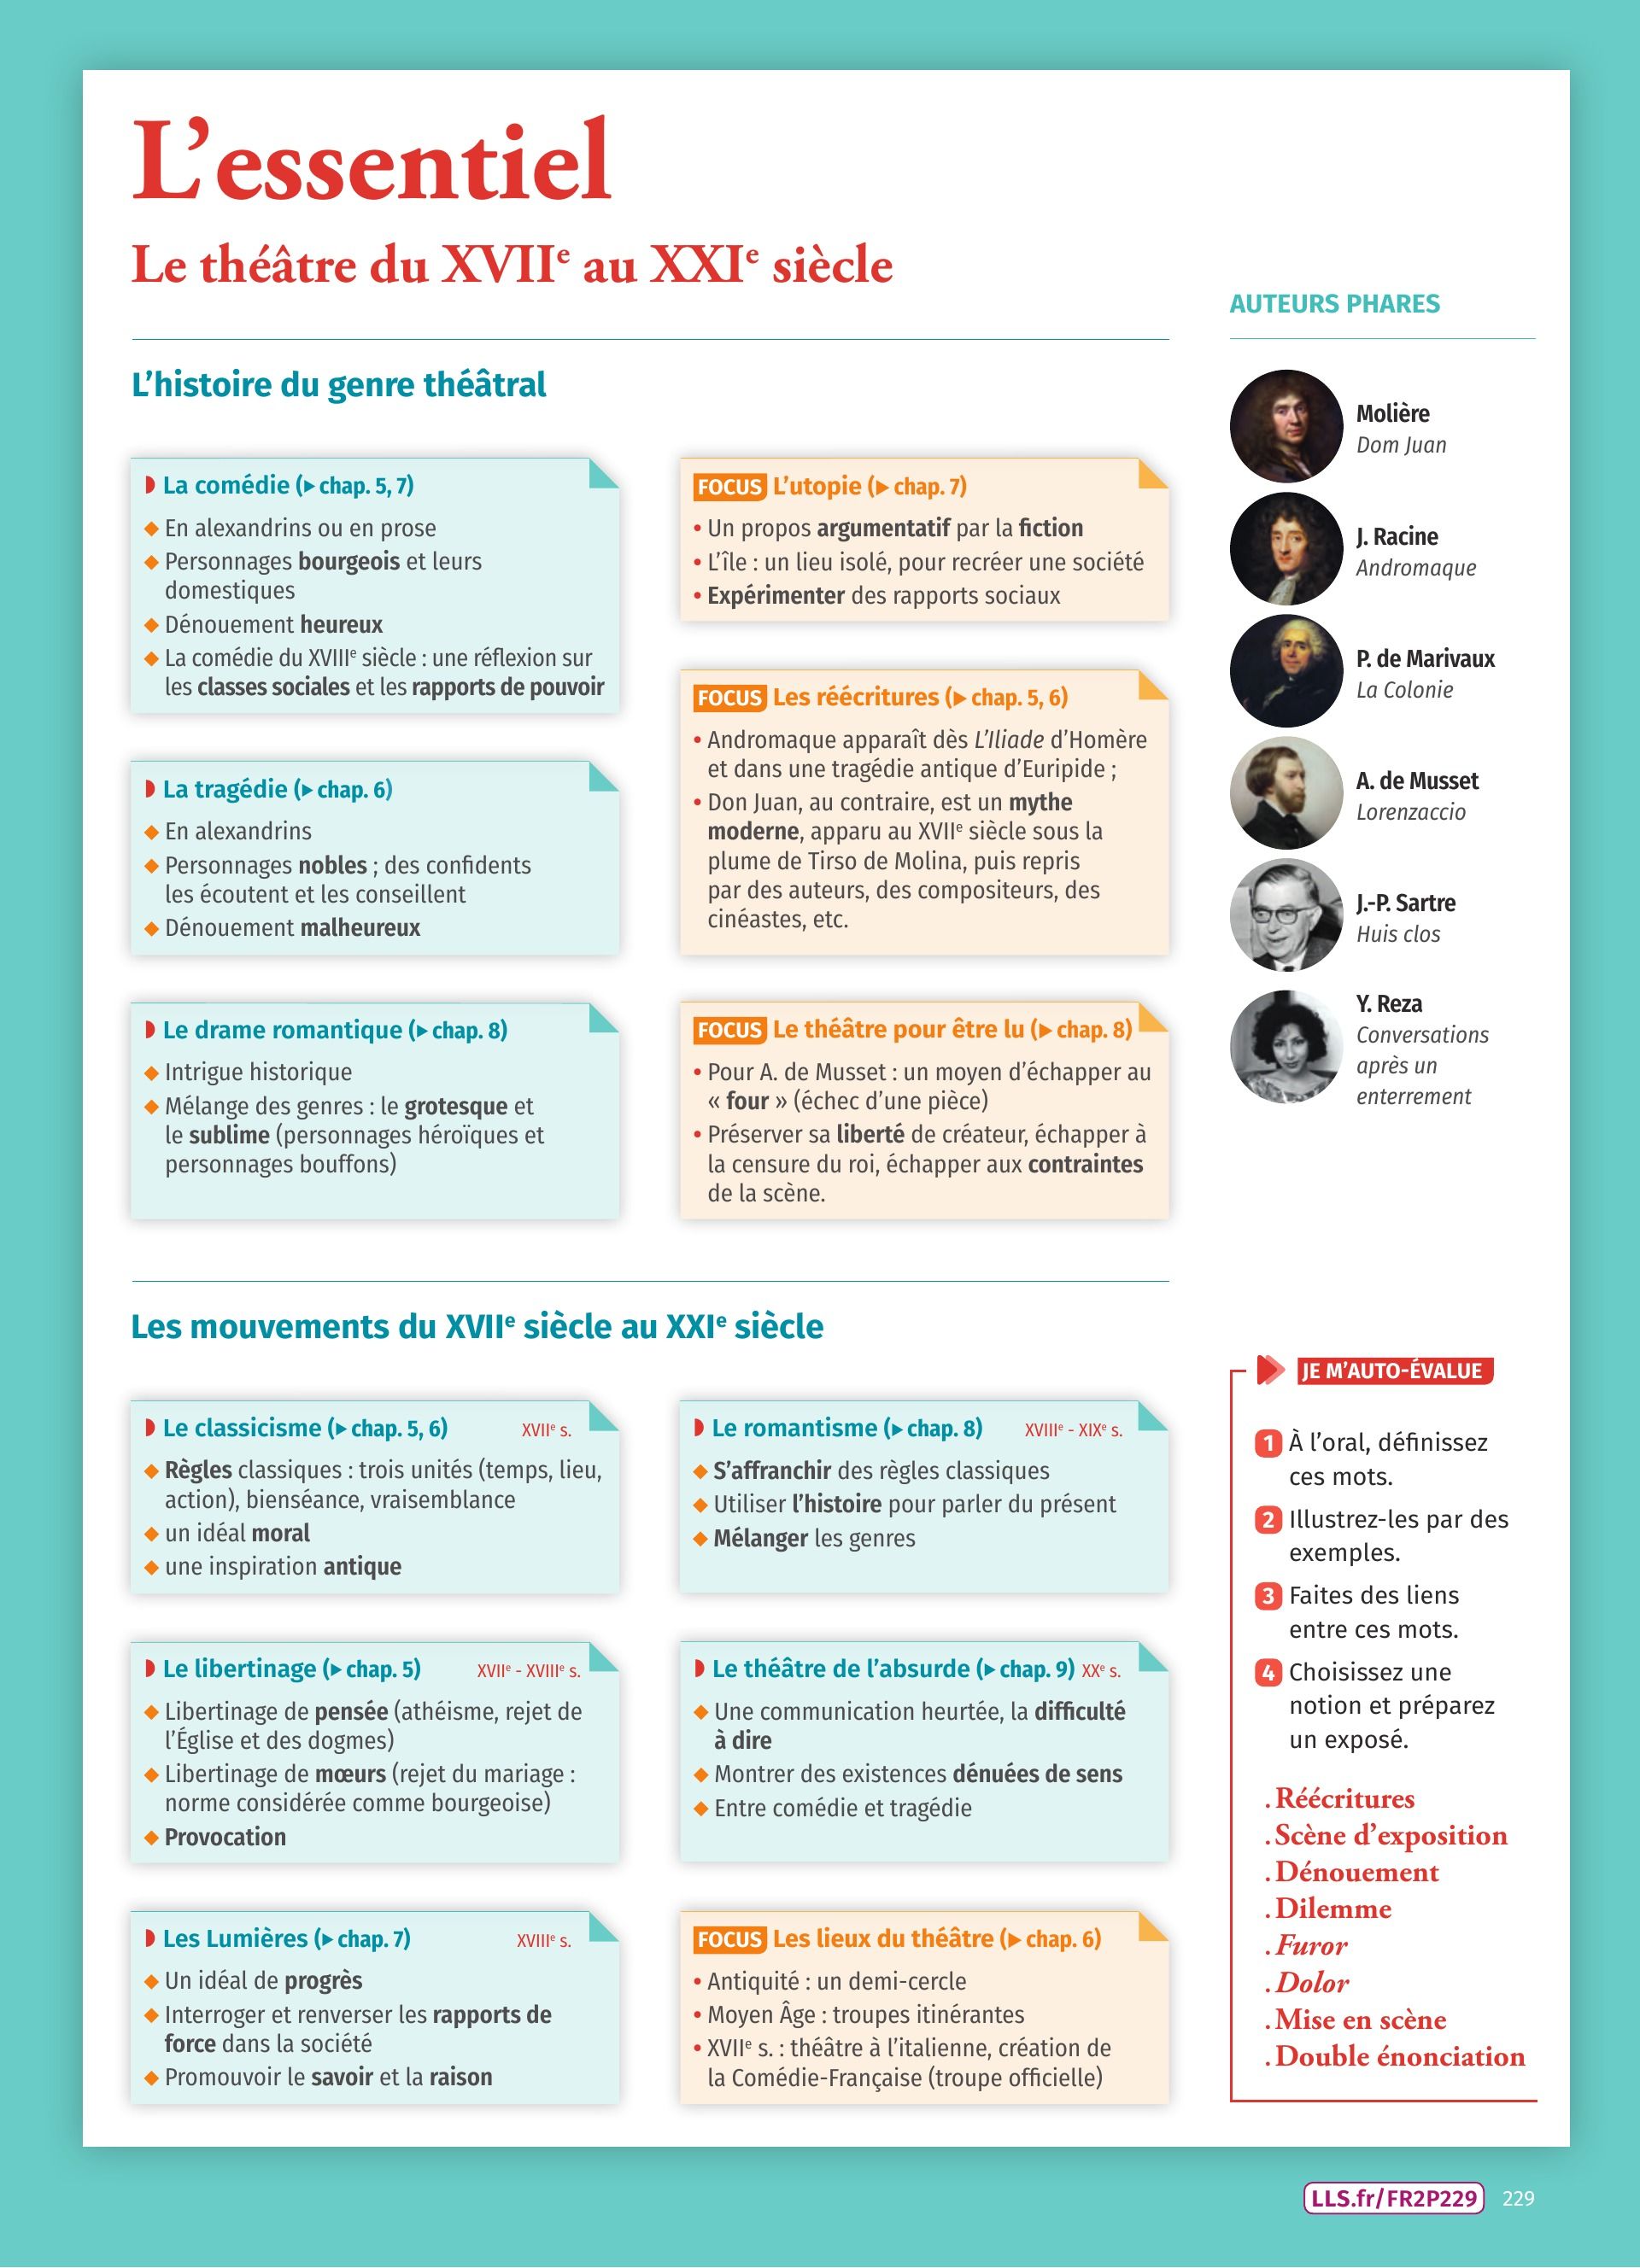 L'essentiel
Le théâtre du XVIIe au XXIe siècle
L'histoire du genre théâtral
La comédie (▶ chap. 5, 7)
◆ En alexandrins ou en prose
◆ Personnages bourgeois et leurs
domestiques
◆ Dénouement heureux
◆ La comédie du XVIIIe siècle : une réflexion sur
les classes sociales et les rapports de pouvoir
La tragédie (▶ chap. 6)
◆ En alexandrins
◆ Personnages nobles ; des confidents
les écoutent et les conseillent
◆ Dénouement malheureux
Le drame romantique (▶ chap. 8)
◆ Intrigue historique
◆ Mélange des genres : le grotesque et
le sublime (personnages héroïques et
personnages bouffons)
FOCUS L'utopie (▶ chap. 7)
• Un propos argumentatif par la fiction
• L'île : un lieu isolé, pour recréer une société
• Expérimenter des rapports sociaux
FOCUS Les réécritures (▶ chap. 5, 6)
• Andromaque apparaît dès L'Iliade d'Homère
et dans une tragédie antique d'Euripide ;
• Don Juan, au contraire, est un mythe
moderne, apparu au XVIIe siècle sous la
plume de Tirso de Molina, puis repris
par des auteurs, des compositeurs, des
cinéastes, etc.
FOCUS Le théâtre pour être lu (▶ chap. 8)
• Pour A. de Musset : un moyen d'échapper au
« four » (échec d'une pièce)
• Préserver sa liberté de créateur, échapper à
la censure du roi, échapper aux contraintes
de la scène.
AUTEURS PHARES
Molière
Dom Juan
J. Racine
Andromaque
P. de Marivaux
La Colonie
A. de Musset
Lorenzaccio
J.-P. Sartre
Huis clos
Y. Reza
Conversations
après un
enterrement
Les mouvements du XVIIe siècle au XXIe siècle
Le classicisme (▶ chap. 5, 6) XVIIe s.
◆ Règles classiques : trois unités (temps, lieu,
action), bienséance, vraisemblance
◆ un idéal moral
◆ une inspiration antique
Le libertinage (▶ chap. 5) XVIIe - XVIIIe s.
◆ Libertinage de pensée (athéisme, rejet de
l'Église et des dogmes)
◆ Libertinage de mœurs (rejet du mariage :
norme considérée comme bourgeoise)
◆ Provocation
Les Lumières (▶ chap. 7) XVIIIe s.
◆ Un idéal de progrès
◆ Interroger et renverser les rapports de
force dans la société
◆ Promouvoir le savoir et la raison
Le romantisme (▶ chap. 8) XVIIIe - XIXe s.
◆ S'affranchir des règles classiques
◆ Utiliser l'histoire pour parler du présent
◆ Mélanger les genres
Le théâtre de l'absurde (▶ chap. 9) XXe s.
◆ Une communication heurtée, la difficulté
à dire
◆ Montrer des existences dénuées de sens
◆ Entre comédie et tragédie
FOCUS Les lieux du théâtre (▶ chap. 6)
• Antiquité : un demi-cercle
• Moyen Âge : troupes itinérantes
• XVIIe s. : théâtre à l'italienne, création de
la Comédie-Française (troupe officielle)
JE M'AUTO-ÉVALUE
1 À l'oral, définissez
ces mots.
2 Illustrez-les par des
exemples.
3 Faites des liens
entre ces mots.
4 Choisissez une
notion et préparez
un exposé.
. Réécritures
. Scène d'exposition
. Dénouement
. Dilemme
. Furor
. Dolor
. Mise en scène
. Double énonciation
LLS.fr/FR2P229 229